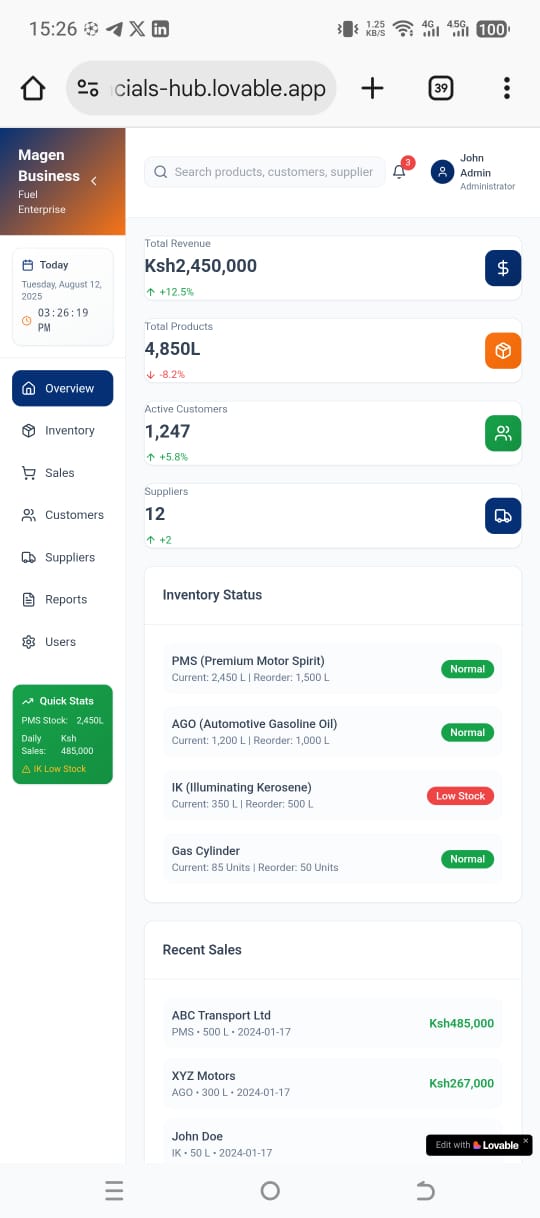 15:26
1.25
KB/S
4G
4.5G
100
cials-hub.lovable.app
39
Magen
Business
Fuel
Enterprise
Search products, customers, supplier
3
John
Admin
Administrator
Today
Tuesday, August 12,
2025
03:26:19
PM
Overview
Inventory
Sales
Customers
Suppliers
Reports
Users
Quick Stats
PMS Stock: 2,450L
Daily Ksh
Sales: 485,000
IK Low Stock
Total Revenue
Ksh2,450,000
$
+12.5%
Total Products
4,850L
-8.2%
Active Customers
1,247
+5.8%
Suppliers
12
+2
Inventory Status
PMS (Premium Motor Spirit)
Current: 2,450 L | Reorder: 1,500 L
Normal
AGO (Automotive Gasoline Oil)
Current: 1,200 L | Reorder: 1,000 L
Normal
IK (Illuminating Kerosene)
Current: 350 L | Reorder: 500 L
Low Stock
Gas Cylinder
Current: 85 Units | Reorder: 50 Units
Normal
Recent Sales
ABC Transport Ltd
PMS • 500 L • 2024-01-17
Ksh485,000
XYZ Motors
AGO • 300 L • 2024-01-17
Ksh267,000
John Doe
IK • 50 L • 2024-01-17
Edit with Lovable